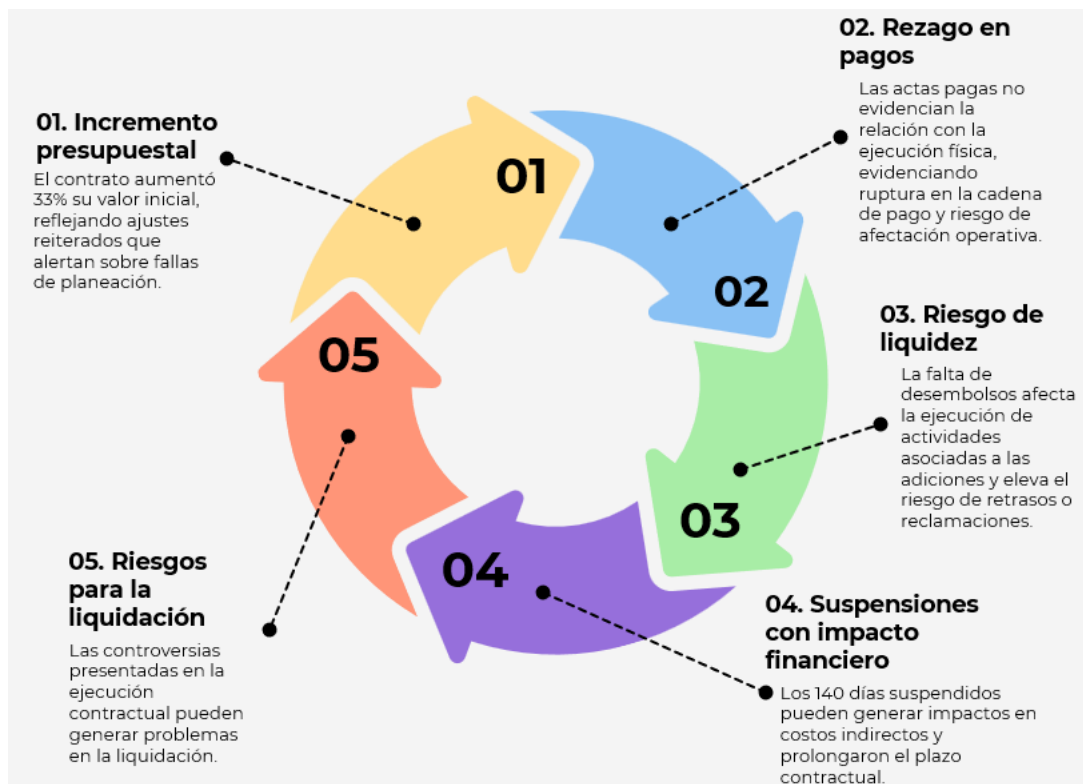 01. Incremento
presupuestal
El contrato aumentó
33% su valor inicial,
reflejando ajustes
reiterados que
alertan sobre fallas
de planeación.
02. Rezago en
pagos
Las actas pagas no
evidencian la
relación con la
ejecución física,
evidenciando
ruptura en la cadena
de pago y riesgo de
afectación operativa.
03. Riesgo de
liquidez
La falta de
desembolsos afecta
la ejecución de
actividades
asociadas a las
adiciones y eleva el
riesgo de retrasos o
reclamaciones.
04. Suspensiones
con impacto
financiero
Los 140 días suspendidos
pueden generar impactos en
costos indirectos y
prolongaron el plazo
contractual.
05. Riesgos
para la
liquidación
Las controversias
presentadas en la
ejecución
contractual pueden
generar problemas
en la liquidación.
01
02
03
04
05